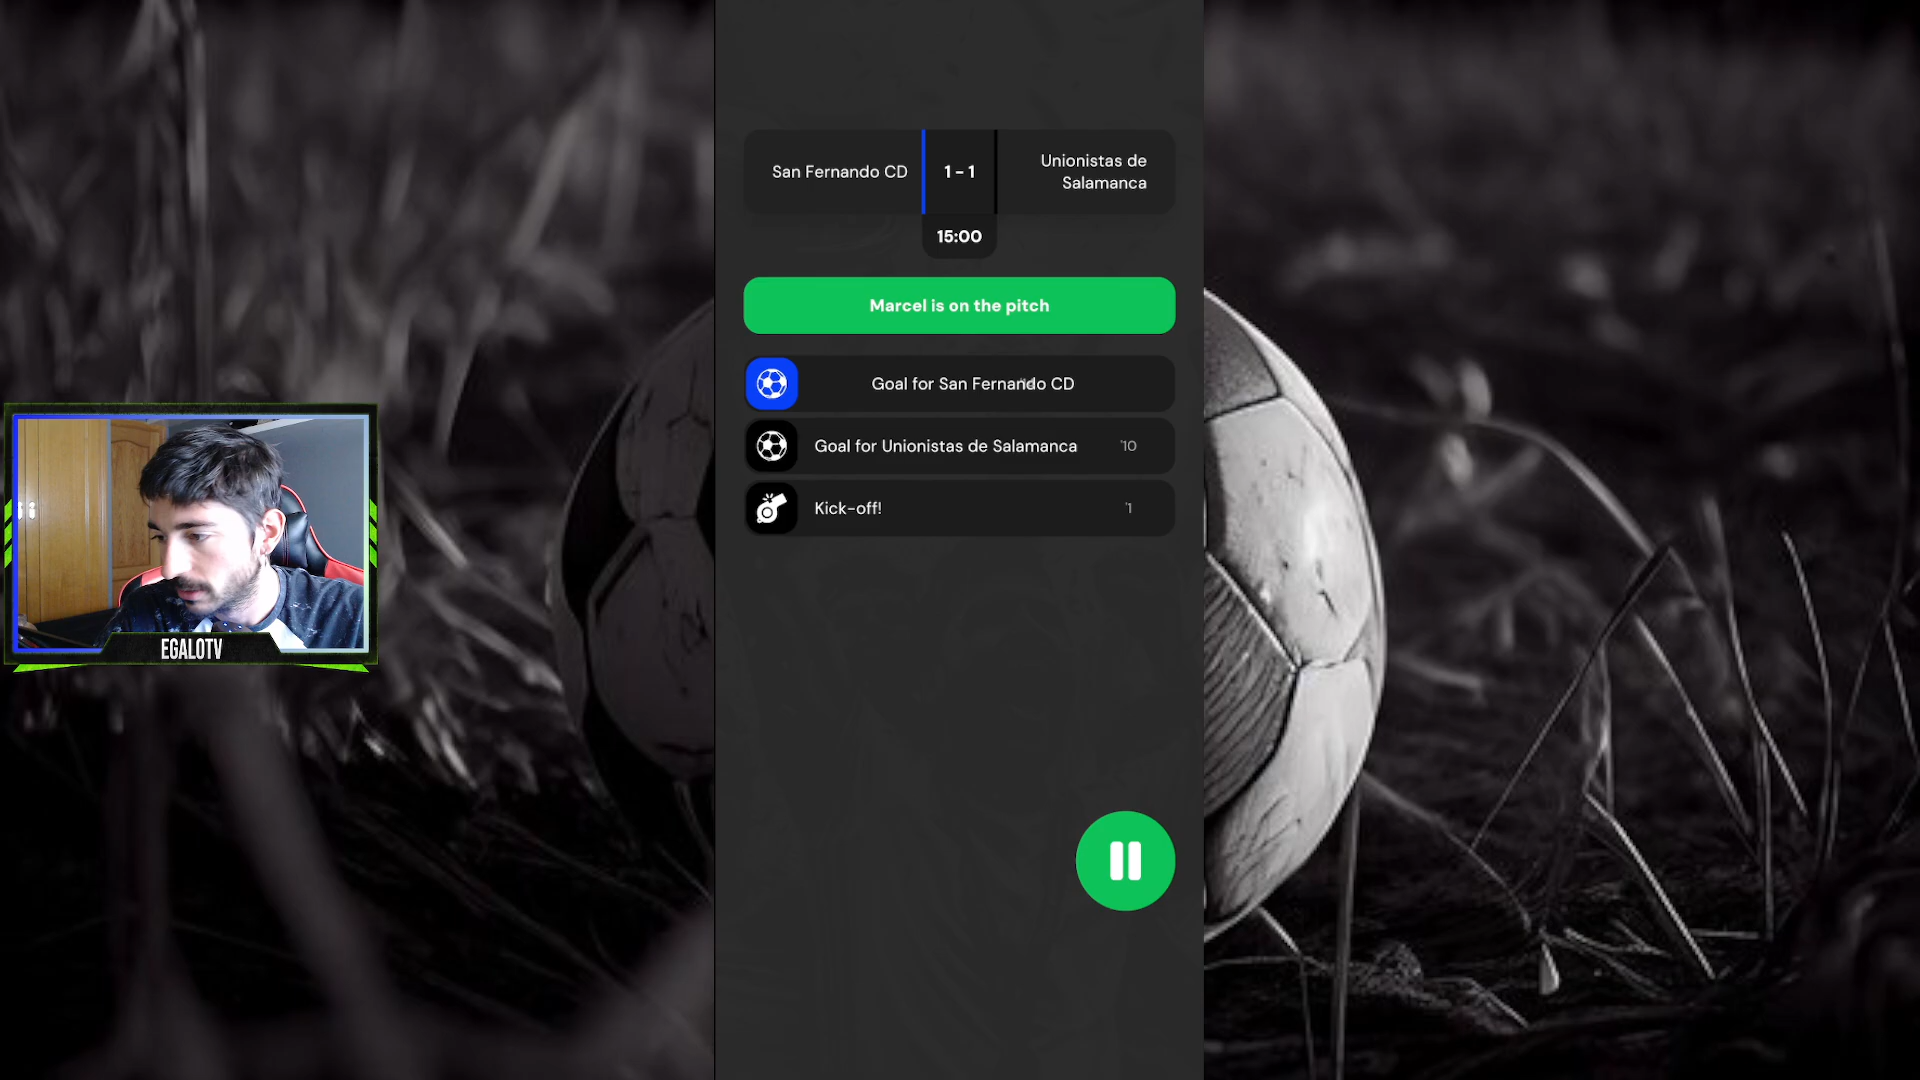 San Fernando CD
1 - 1
Unionistas de
Salamanca
15:00
Marcel is on the pitch
Goal for San Fernando CD
Goal for Unionistas de Salamanca
'10
Kick-off!
'1
EGALOTV